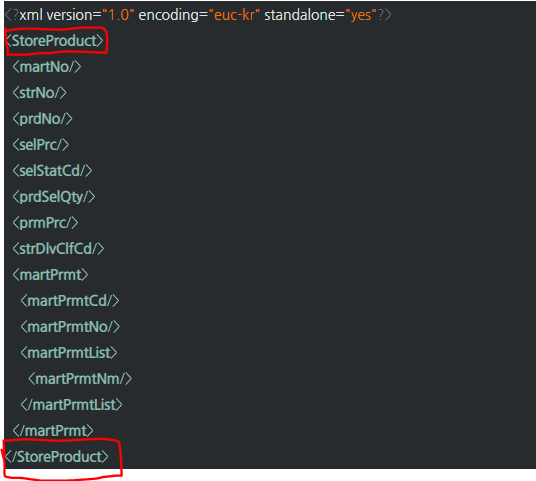 <?xml version="1.0" encoding="euc-kr" standalone="yes"?>
<StoreProduct>
<martNo/>
<strNo/>
<prdNo/>
<selPrc/>
<selStatCd/>
<prdSelQty/>
<prmPrc/>
<strDlvClfCd/>
<martPrmt>
<martPrmtCd/>
<martPrmtNo/>
<martPrmtList>
<martPrmtNm/>
</martPrmtList>
</martPrmt>
</StoreProduct>